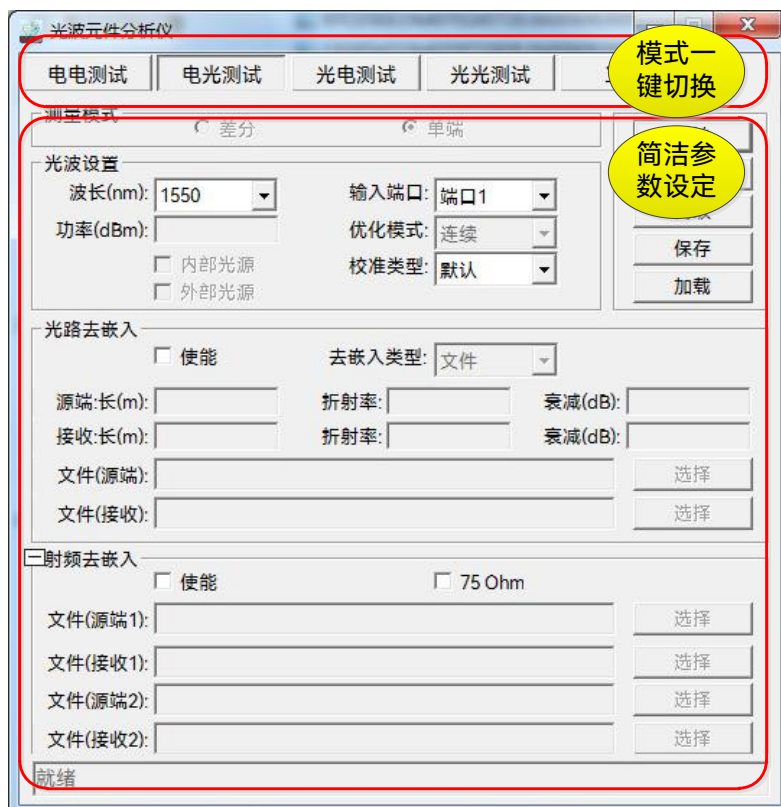 光波元件分析仪
模式一
键切换
电电测试 电光测试 光电测试 光光测试
测量模式
差分 单端
简洁参
数设定
光波设置
波长(nm): 1550 输入端口: 端口1
功率(dBm): 优化模式: 连续
内部光源 校准类型: 默认
外部光源
保存
加载
光路去嵌入
使能 去嵌入类型: 文件
源端:长(m): 折射率: 衰减(dB):
接收:长(m): 折射率: 衰减(dB):
文件(源端): 选择
文件(接收): 选择
射频去嵌入
使能 75 Ohm
文件(源端1): 选择
文件(接收1): 选择
文件(源端2): 选择
文件(接收2): 选择
就绪